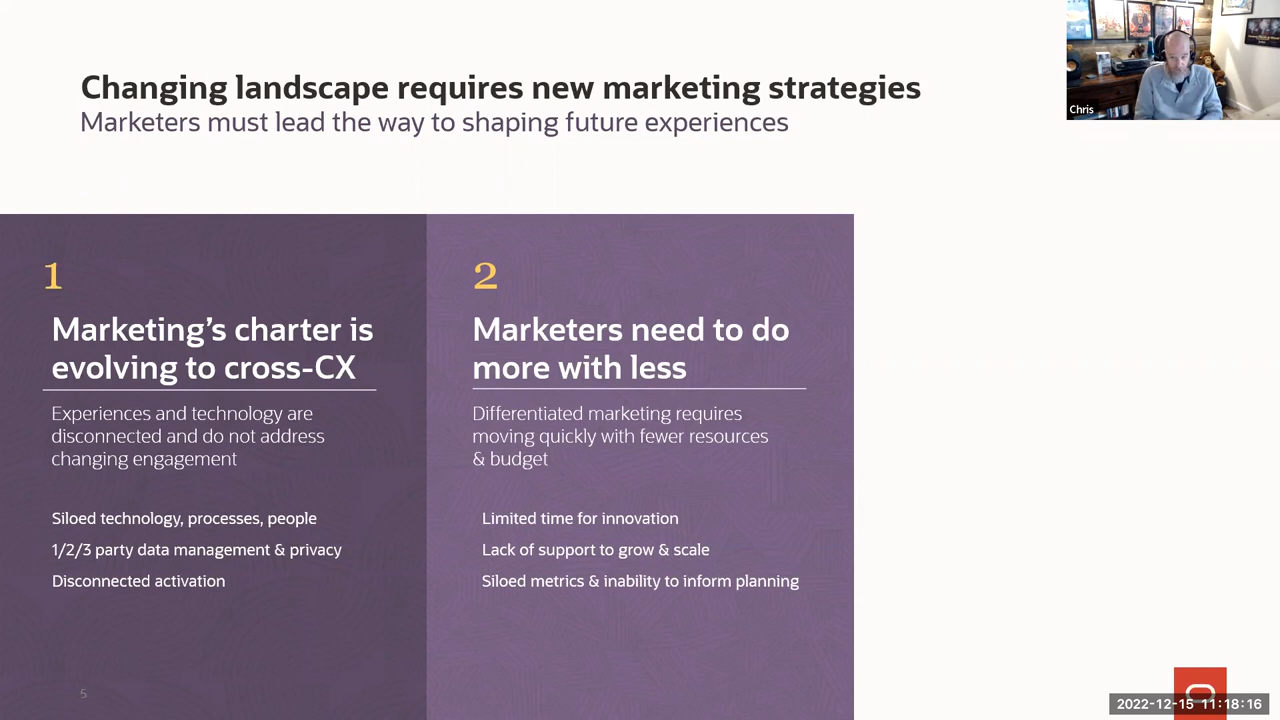 Changing landscape requires new marketing strategies
Marketers must lead the way to shaping future experiences
Chris
1
Marketing's charter is
evolving to cross-CX
Experiences and technology are
disconnected and do not address
changing engagement
Siloed technology, processes, people
1/2/3 party data management & privacy
Disconnected activation
2
Marketers need to do
more with less
Differentiated marketing requires
moving quickly with fewer resources
& budget
Limited time for innovation
Lack of support to grow & scale
Siloed metrics & inability to inform planning
5
2022-12-15 11:18:16